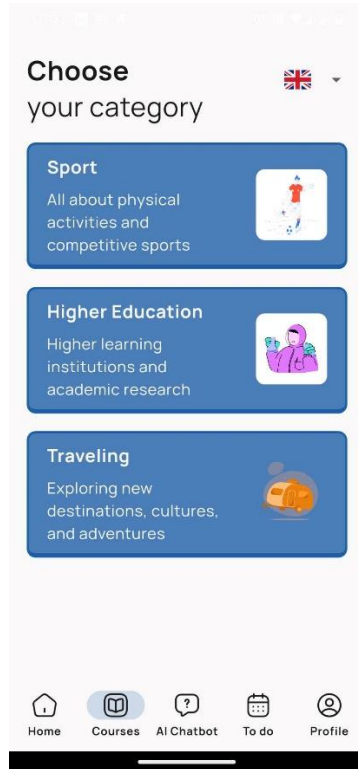 Choose
your category
Sport
All about physical
activities and
competitive sports
Higher Education
Higher learning
institutions and
academic research
Traveling
Exploring new
destinations, cultures,
and adventures
Home Courses AI Chatbot To do Profile